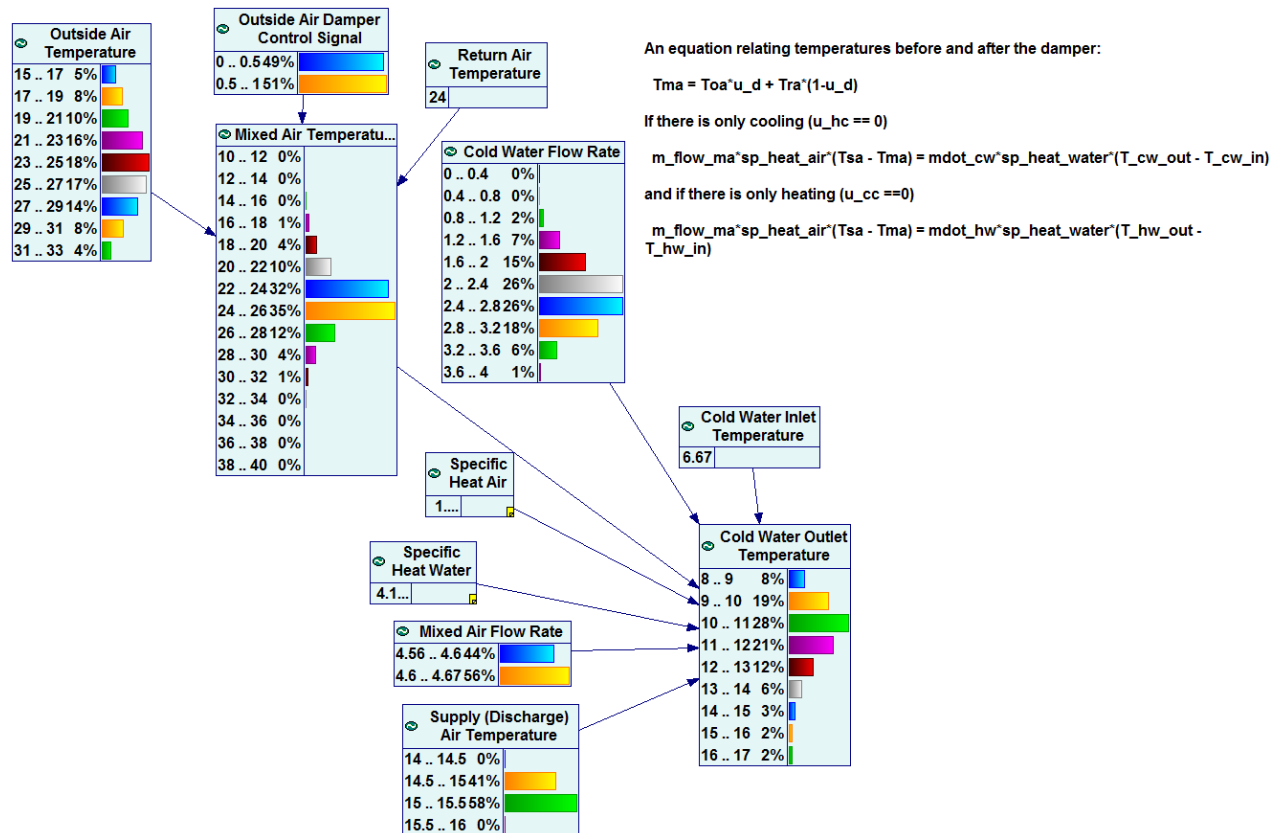 Outside Air
Temperature
15 .. 17 5%
17 .. 19 8%
19 .. 21 10%
21 .. 23 16%
23 .. 25 18%
25 .. 27 17%
27 .. 29 14%
29 .. 31 8%
31 .. 33 4%
Outside Air Damper
Control Signal
0 .. 0.5 49%
0.5 .. 1 51%
Return Air
Temperature
24
Mixed Air Temperatu...
10 .. 12 0%
12 .. 14 0%
14 .. 16 0%
16 .. 18 1%
18 .. 20 4%
20 .. 22 10%
22 .. 24 32%
24 .. 26 35%
26 .. 28 12%
28 .. 30 4%
30 .. 32 1%
32 .. 34 0%
34 .. 36 0%
36 .. 38 0%
38 .. 40 0%
Cold Water Flow Rate
0 .. 0.4 0%
0.4 .. 0.8 0%
0.8 .. 1.2 2%
1.2 .. 1.6 7%
1.6 .. 2 15%
2 .. 2.4 26%
2.4 .. 2.8 26%
2.8 .. 3.2 18%
3.2 .. 3.6 6%
3.6 .. 4 1%
An equation relating temperatures before and after the damper:
Tma = Toa*u_d + Tra*(1-u_d)
If there is only cooling (u_hc == 0)
m_flow_ma*sp_heat_air*(Tsa - Tma) = mdot_cw*sp_heat_water*(T_cw_out - T_cw_in)
and if there is only heating (u_cc ==0)
m_flow_ma*sp_heat_air*(Tsa - Tma) = mdot_hw*sp_heat_water*(T_hw_out -
T_hw_in)
Cold Water Inlet
Temperature
6.67
Specific
Heat Air
1....
Specific
Heat Water
4.1...
Mixed Air Flow Rate
4.56 .. 4.6 44%
4.6 .. 4.67 56%
Supply (Discharge)
Air Temperature
14 .. 14.5 0%
14.5 .. 15 41%
15 .. 15.5 58%
15.5 .. 16 0%
Cold Water Outlet
Temperature
8 .. 9 8%
9 .. 10 19%
10 .. 11 28%
11 .. 12 21%
12 .. 13 12%
13 .. 14 6%
14 .. 15 3%
15 .. 16 2%
16 .. 17 2%